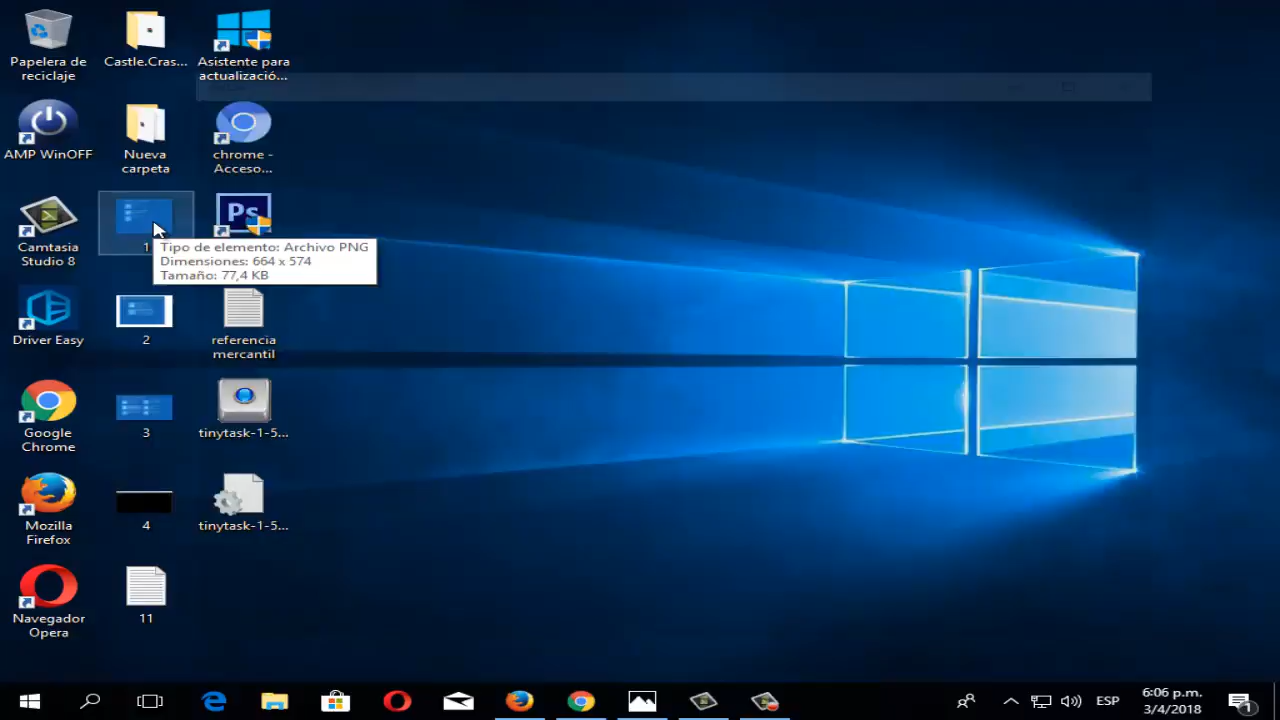 Papelera de
reciclaje
Castle.Cras...
Asistente para
actualizació...
AMP WinOFF
Nueva
carpeta
chrome -
Acceso...
Camtasia
Studio 8
1
Ps
Tipo de elemento: Archivo PNG
Dimensiones: 664 x 574
Tamaño: 77,4 KB
Driver Easy
2
referencia
mercantil
Google
Chrome
3
tinytask-1-5...
Mozilla
Firefox
4
tinytask-1-5...
Navegador
Opera
11
ESP
6:06 p.m.
3/4/2018
1